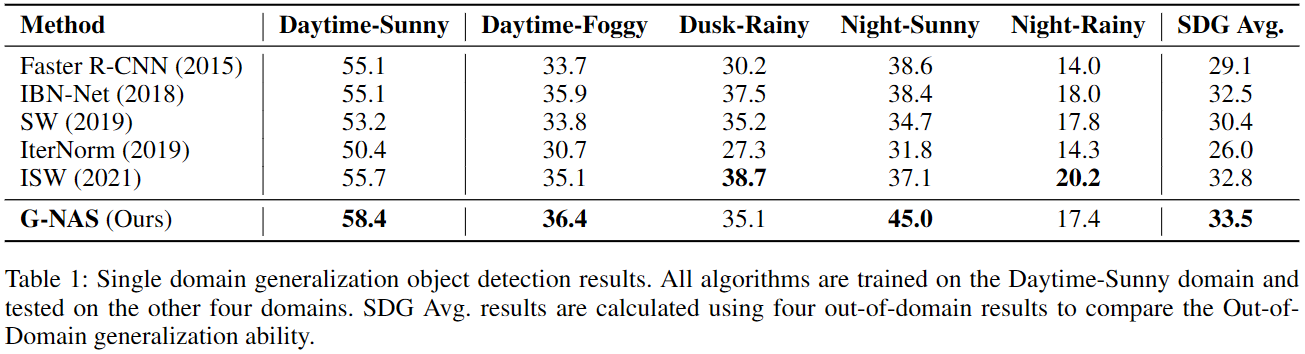 Method Daytime-Sunny Daytime-Foggy Dusk-Rainy Night-Sunny Night-Rainy SDG Avg.
Faster R-CNN (2015) 55.1 33.7 30.2 38.6 14.0 29.1
IBN-Net (2018) 55.1 35.9 37.5 38.4 18.0 32.5
SW (2019) 53.2 33.8 35.2 34.7 17.8 30.4
IterNorm (2019) 50.4 30.7 27.3 31.8 14.3 26.0
ISW (2021) 55.7 35.1 38.7 37.1 20.2 32.8
G-NAS (Ours) 58.4 36.4 35.1 45.0 17.4 33.5
Table 1: Single domain generalization object detection results. All algorithms are trained on the Daytime-Sunny domain and
tested on the other four domains. SDG Avg. results are calculated using four out-of-domain results to compare the Out-of-
Domain generalization ability.